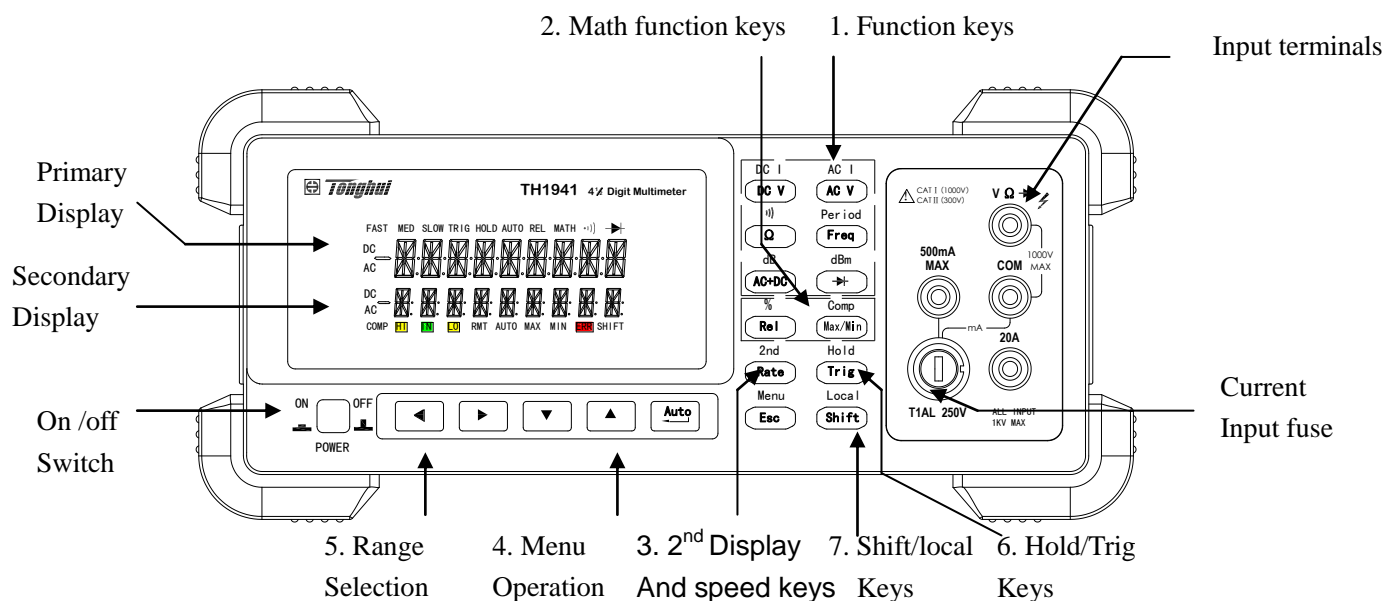 2. Math function keys
1. Function keys
Input terminals
Primary
Display
Secondary
Display
On /off
Switch
Tonghui
TH1941 4½ Digit Multimeter
FAST MED SLOW TRIG HOLD AUTO REL MATH
DC
AC
DC
AC
COMP HI IN LO RMT AUTO MAX MIN ERR SHIFT
ON OFF
POWER
Auto
DC I AC I
DC V AC V
Period
Ω Freq
dB dBm
AC+DC
% Comp
Rel Max/Min
2nd Hold
Rate Trig
Menu Local
Esc Shift
CAT I (1000V)
CAT II (300V)
V Ω
1000V
MAX
500mA
MAX
COM
mA
20A
T1AL 250V
ALL INPUT
1KV MAX
Current
Input fuse
5. Range
Selection
4. Menu
Operation
3. 2nd Display
And speed keys
7. Shift/local
Keys
6. Hold/Trig
Keys